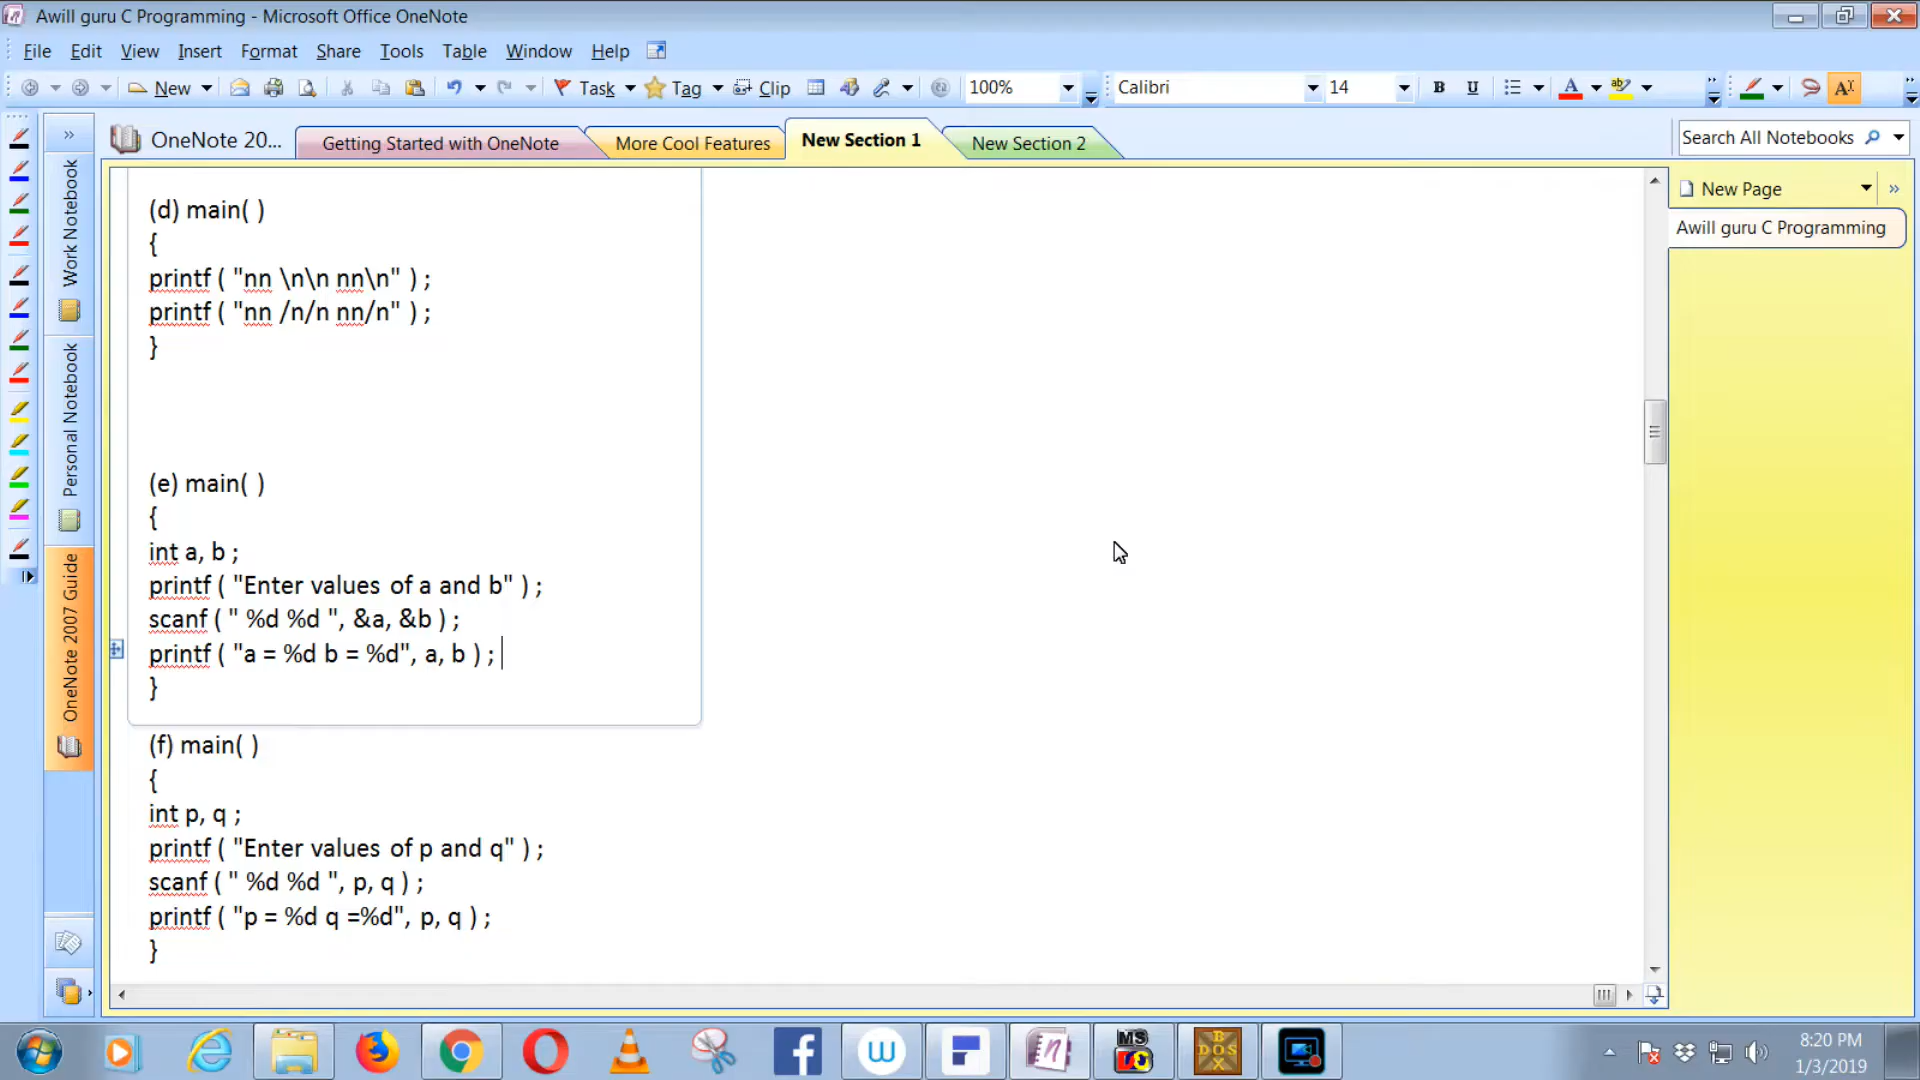 Awill guru C Programming - Microsoft Office OneNote
File Edit View Insert Format Share Tools Table Window Help
New Task Tag Clip 100% Calibri 14 B U A ab A
OneNote 20... Getting Started with OneNote More Cool Features New Section 1 New Section 2 Search All Notebooks
New Page
Awill guru C Programming
Work Notebook
Personal Notebook
OneNote 2007 Guide
(d) main( )
{
printf ( "nn \n\n nn\n" ) ;
printf ( "nn /n/n nn/n" ) ;
}
(e) main( )
{
int a, b ;
printf ( "Enter values of a and b" ) ;
scanf ( " %d %d ", &a, &b ) ;
printf ( "a = %d b = %d", a, b ) ;
}
(f) main( )
{
int p, q ;
printf ( "Enter values of p and q" ) ;
scanf ( " %d %d ", p, q ) ;
printf ( "p = %d q =%d", p, q ) ;
}
MS
DOS
BOX
8:20 PM
1/3/2019